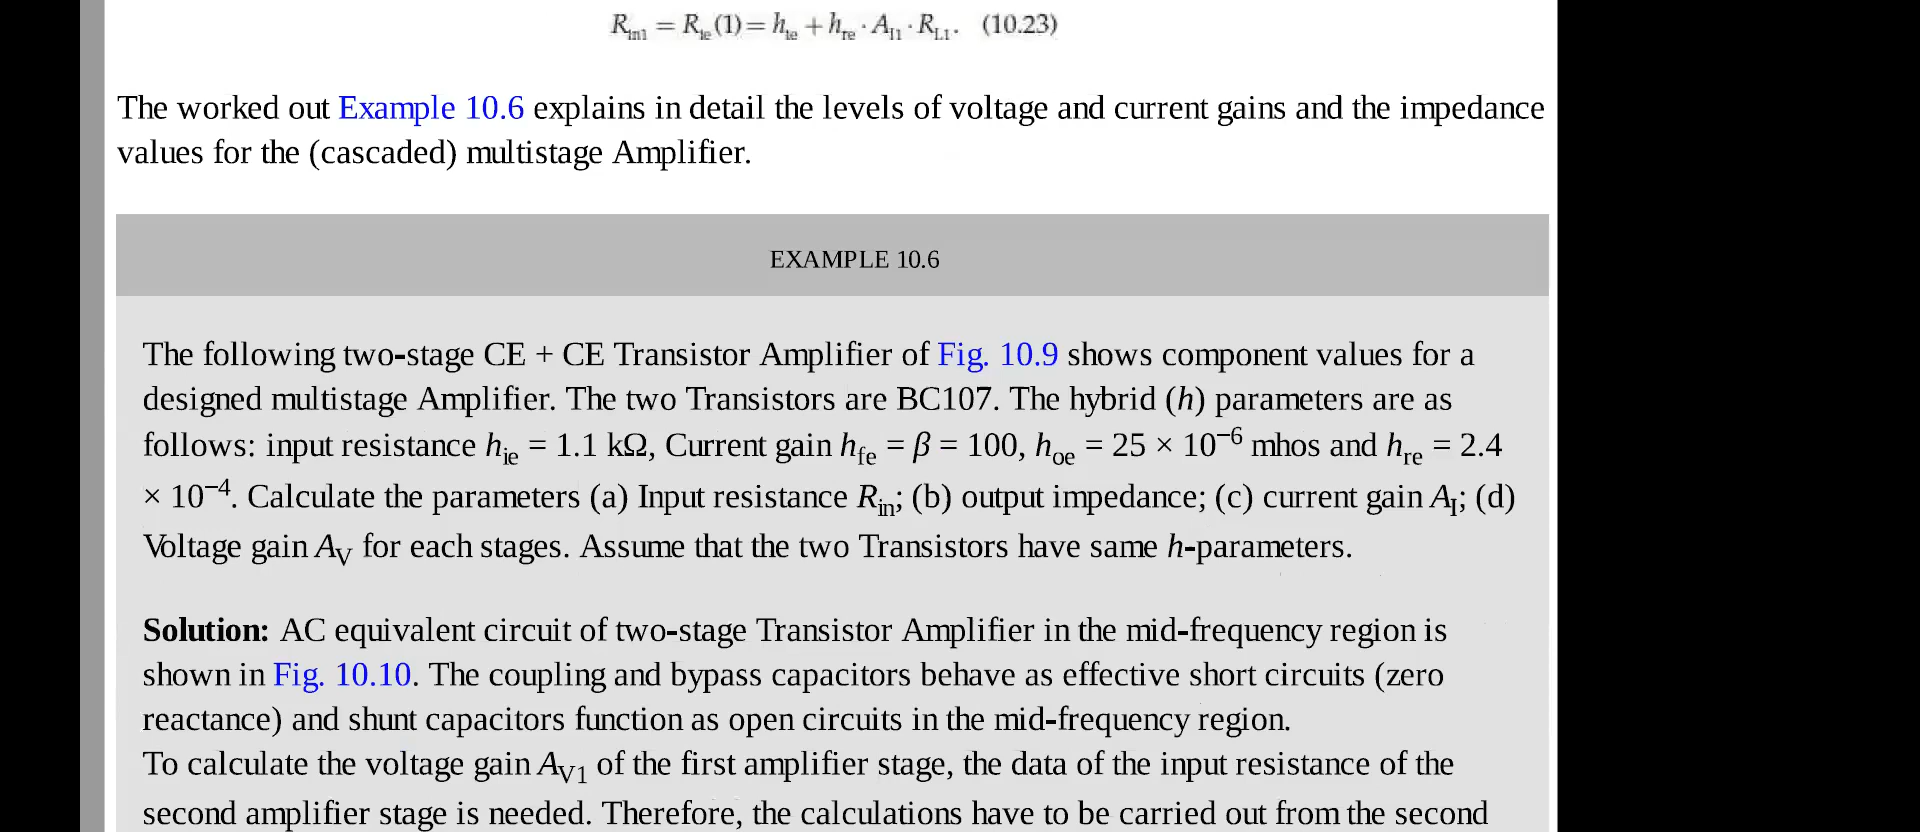 R_in1 = R_ie(1) = h_ie + h_re · A_I1 · R_L1. (10.23)
The worked out Example 10.6 explains in detail the levels of voltage and current gains and the impedance
values for the (cascaded) multistage Amplifier.
EXAMPLE 10.6
The following two-stage CE + CE Transistor Amplifier of Fig. 10.9 shows component values for a
designed multistage Amplifier. The two Transistors are BC107. The hybrid (h) parameters are as
follows: input resistance h_ie = 1.1 kΩ, Current gain h_fe = β = 100, h_oe = 25 × 10⁻⁶ mhos and h_re = 2.4
× 10⁻⁴. Calculate the parameters (a) Input resistance R_in; (b) output impedance; (c) current gain A_I; (d)
Voltage gain A_V for each stages. Assume that the two Transistors have same h-parameters.
Solution: AC equivalent circuit of two-stage Transistor Amplifier in the mid-frequency region is
shown in Fig. 10.10. The coupling and bypass capacitors behave as effective short circuits (zero
reactance) and shunt capacitors function as open circuits in the mid-frequency region.
To calculate the voltage gain A_V1 of the first amplifier stage, the data of the input resistance of the
second amplifier stage is needed. Therefore, the calculations have to be carried out from the second